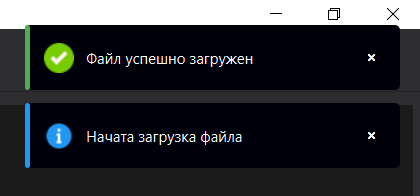 Файл успешно загружен
Начата загрузка файла